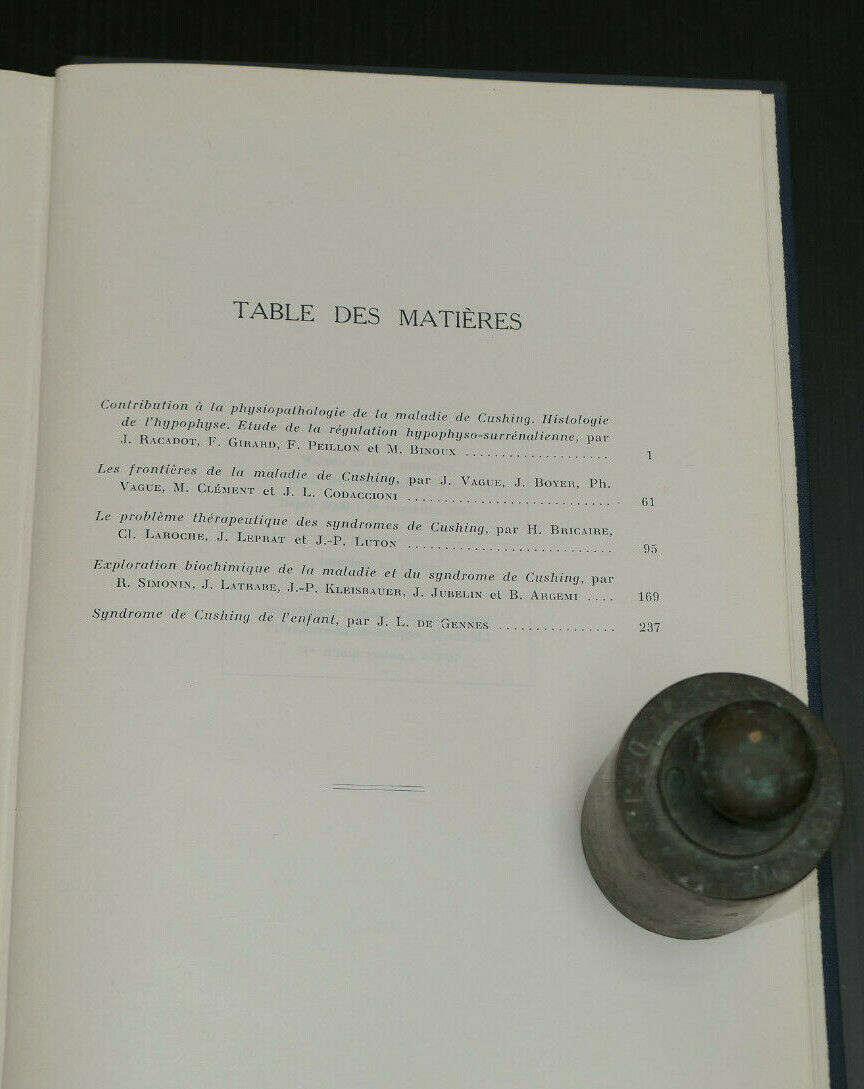 TABLE DES MATIÈRES
Contribution à la physiopathologie de la maladie de Cushing. Histologie
de l'hypophyse. Etude de la régulation hypophyso-surrénalienne, par
J. RACADOT, F. GIRARD, F. PEILLON et M. BINOUX .................... 1
Les frontières de la maladie de Cushing, par J. VAGUE, J. BOYER, Ph.
VAGUE, M. CLÉMENT et J. L. CODACCIONI .............................. 61
Le problème thérapeutique des syndromes de Cushing, par H. BRICAIRE,
Cl. LAROCHE, J. LEPRAT et J.-P. LUTON ............................. 95
Exploration biochimique de la maladie et du syndrome de Cushing, par
R. SIMONIN, J. LATRABE, J.-P. KLEISBAUER, J. JUBELIN et B. ARGEMI .... 169
Syndrome de Cushing de l'enfant, par J. L. DE GENNES ................ 237